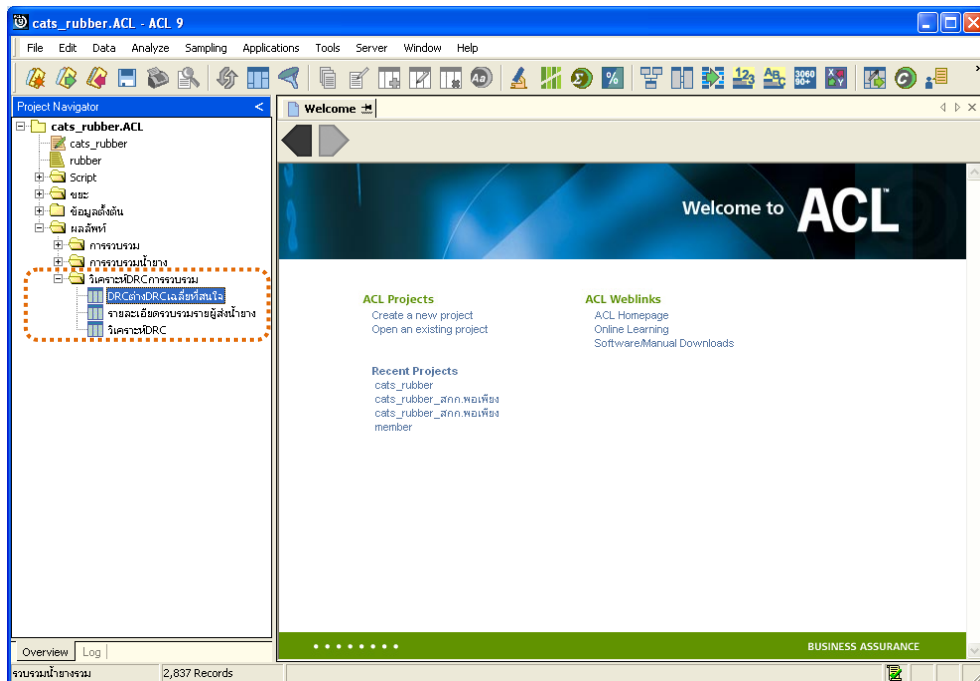 cats_rubber.ACL - ACL 9
File Edit Data Analyze Sampling Applications Tools Server Window Help
Project Navigator <
Welcome
cats_rubber.ACL
cats_rubber
rubber
Script
ขยะ
ข้อมูลตั้งต้น
ผลลัพท์
การรวบรวม
การรวบรวมน้ำยาง
วิเคราะห์DRCการรวบรวม
DRCต่างDRCเฉลี่ยที่สนใจ
รายละเอียดรวบรวมรายผู้ส่งน้ำยาง
วิเคราะห์DRC
Welcome to ACL™
ACL Projects
Create a new project
Open an existing project
Recent Projects
cats_rubber
cats_rubber_สกก.พอเพียง
cats_rubber_สกก.พอเพียง
member
ACL Weblinks
ACL Homepage
Online Learning
Software/Manual Downloads
BUSINESS ASSURANCE
Overview Log
รวบรวมน้ำยางรวม 2,837 Records